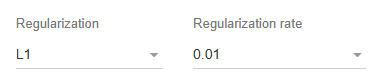 Regularization
Regularization rate
L1
0.01